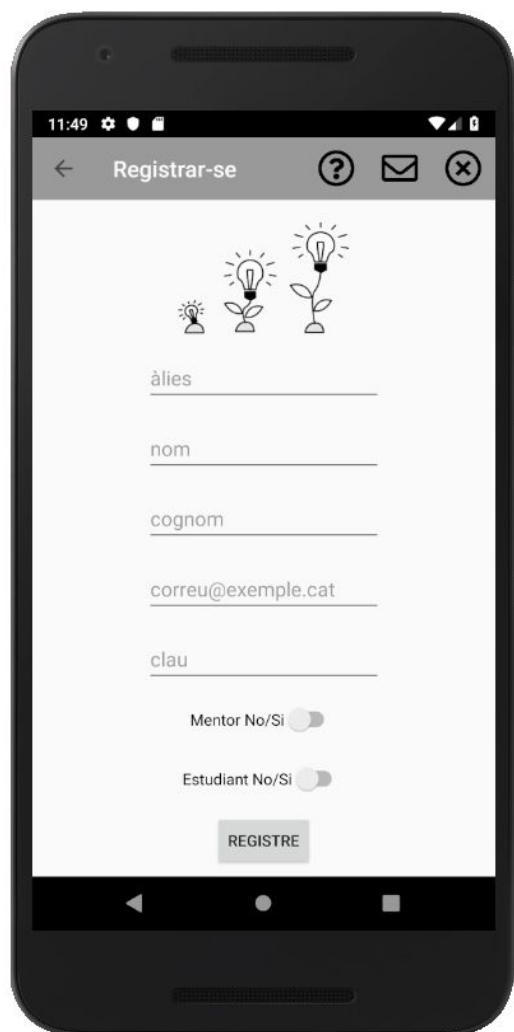 11:49
Registrar-se
àlies
nom
cognom
correu@exemple.cat
clau
Mentor No/Si
Estudiant No/Si
REGISTRE